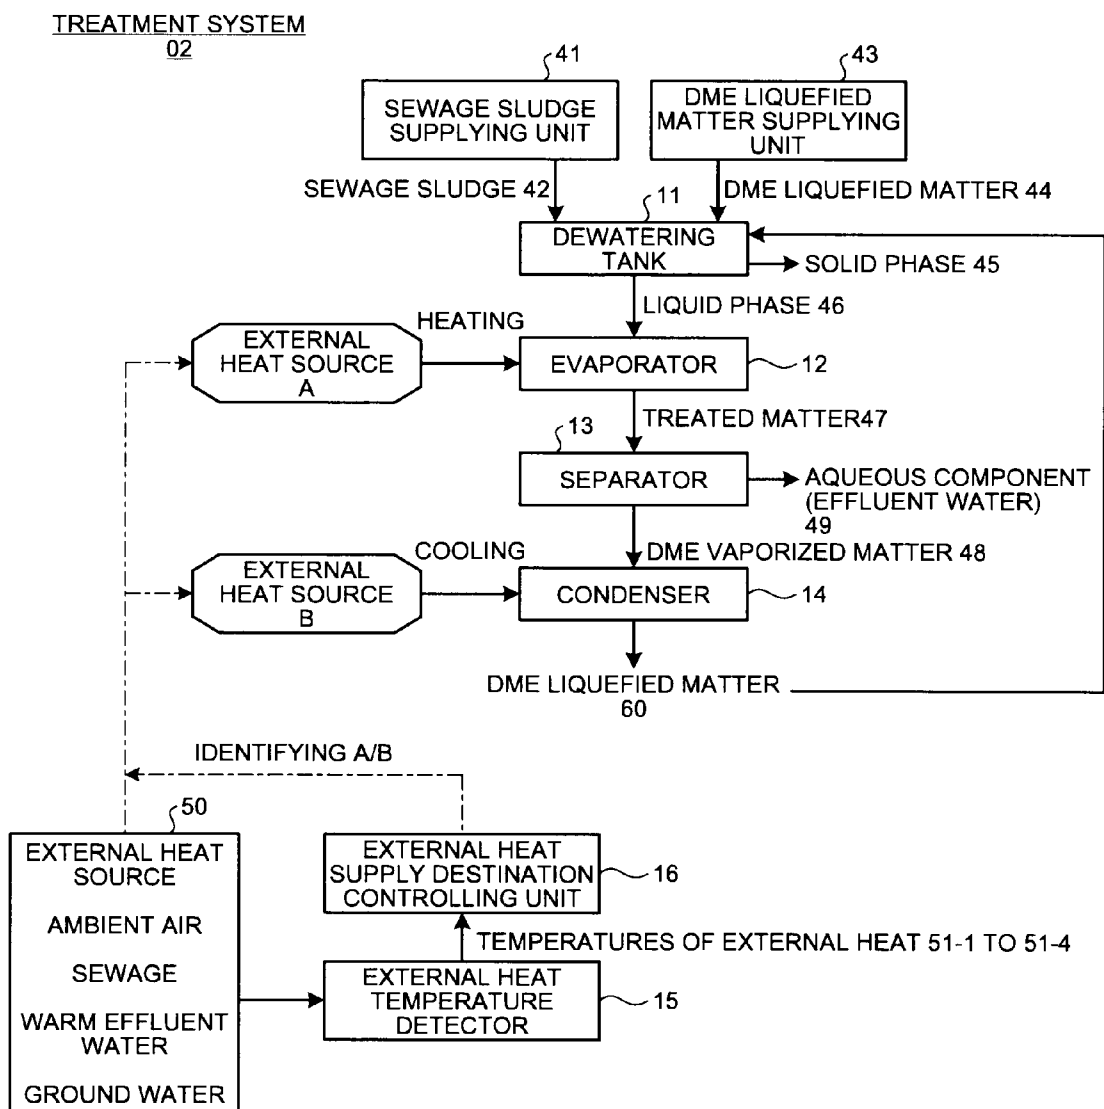 TREATMENT SYSTEM
02
41
43
SEWAGE SLUDGE
SUPPLYING UNIT
DME LIQUEFIED
MATTER SUPPLYING
UNIT
SEWAGE SLUDGE 42
DME LIQUEFIED MATTER 44
11
DEWATERING
TANK
SOLID PHASE 45
LIQUID PHASE 46
HEATING
EXTERNAL
HEAT SOURCE
A
EVAPORATOR
12
TREATED MATTER47
13
SEPARATOR
AQUEOUS COMPONENT
(EFFLUENT WATER)
49
COOLING
DME VAPORIZED MATTER 48
EXTERNAL
HEAT SOURCE
B
CONDENSER
14
DME LIQUEFIED MATTER
60
IDENTIFYING A/B
50
EXTERNAL HEAT
SOURCE
AMBIENT AIR
SEWAGE
WARM EFFLUENT
WATER
GROUND WATER
EXTERNAL HEAT
SUPPLY DESTINATION
CONTROLLING UNIT
16
TEMPERATURES OF EXTERNAL HEAT 51-1 TO 51-4
EXTERNAL HEAT
TEMPERATURE
DETECTOR
15